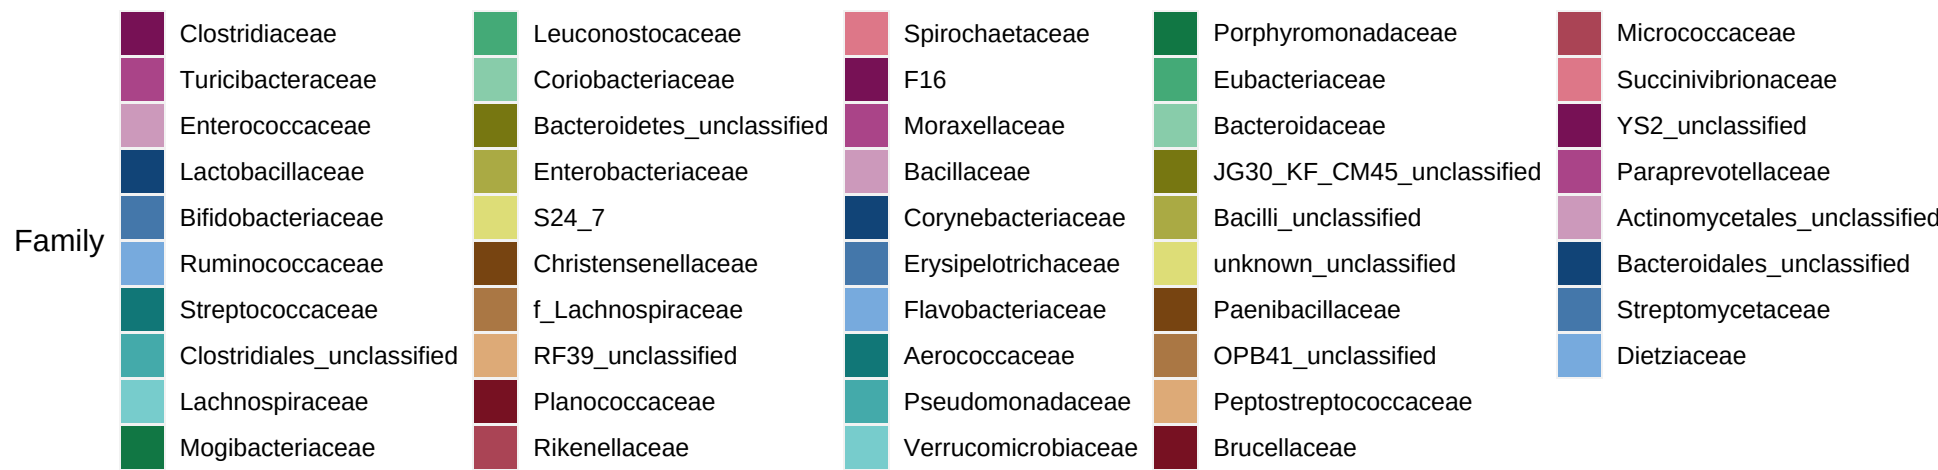 Family
Clostridiaceae
Turicibacteraceae
Enterococcaceae
Lactobacillaceae
Bifidobacteriaceae
Ruminococcaceae
Streptococcaceae
Clostridiales_unclassified
Lachnospiraceae
Mogibacteriaceae
Leuconostocaceae
Coriobacteriaceae
Bacteroidetes_unclassified
Enterobacteriaceae
S24_7
Christensenellaceae
f_Lachnospiraceae
RF39_unclassified
Planococcaceae
Rikenellaceae
Spirochaetaceae
F16
Moraxellaceae
Bacillaceae
Corynebacteriaceae
Erysipelotrichaceae
Flavobacteriaceae
Aerococcaceae
Pseudomonadaceae
Verrucomicrobiaceae
Porphyromonadaceae
Eubacteriaceae
Bacteroidaceae
JG30_KF_CM45_unclassified
Bacilli_unclassified
unknown_unclassified
Paenibacillaceae
OPB41_unclassified
Peptostreptococcaceae
Brucellaceae
Micrococcaceae
Succinivibrionaceae
YS2_unclassified
Paraprevotellaceae
Actinomycetales_unclassified
Bacteroidales_unclassified
Streptomycetaceae
Dietziaceae